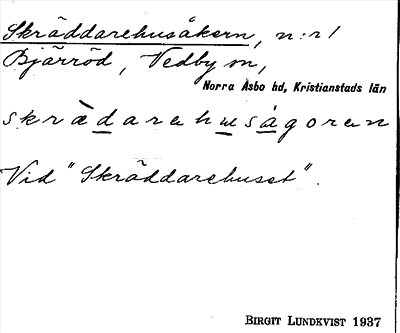 Skräddarehusåkern, n:r 1
Bjärröd, Vedby sn,
Norra Åsbo hd, Kristianstads län
skrädarehusågoren
Vid "Skräddarehuset".
BIRGIT LUNDKVIST 1937